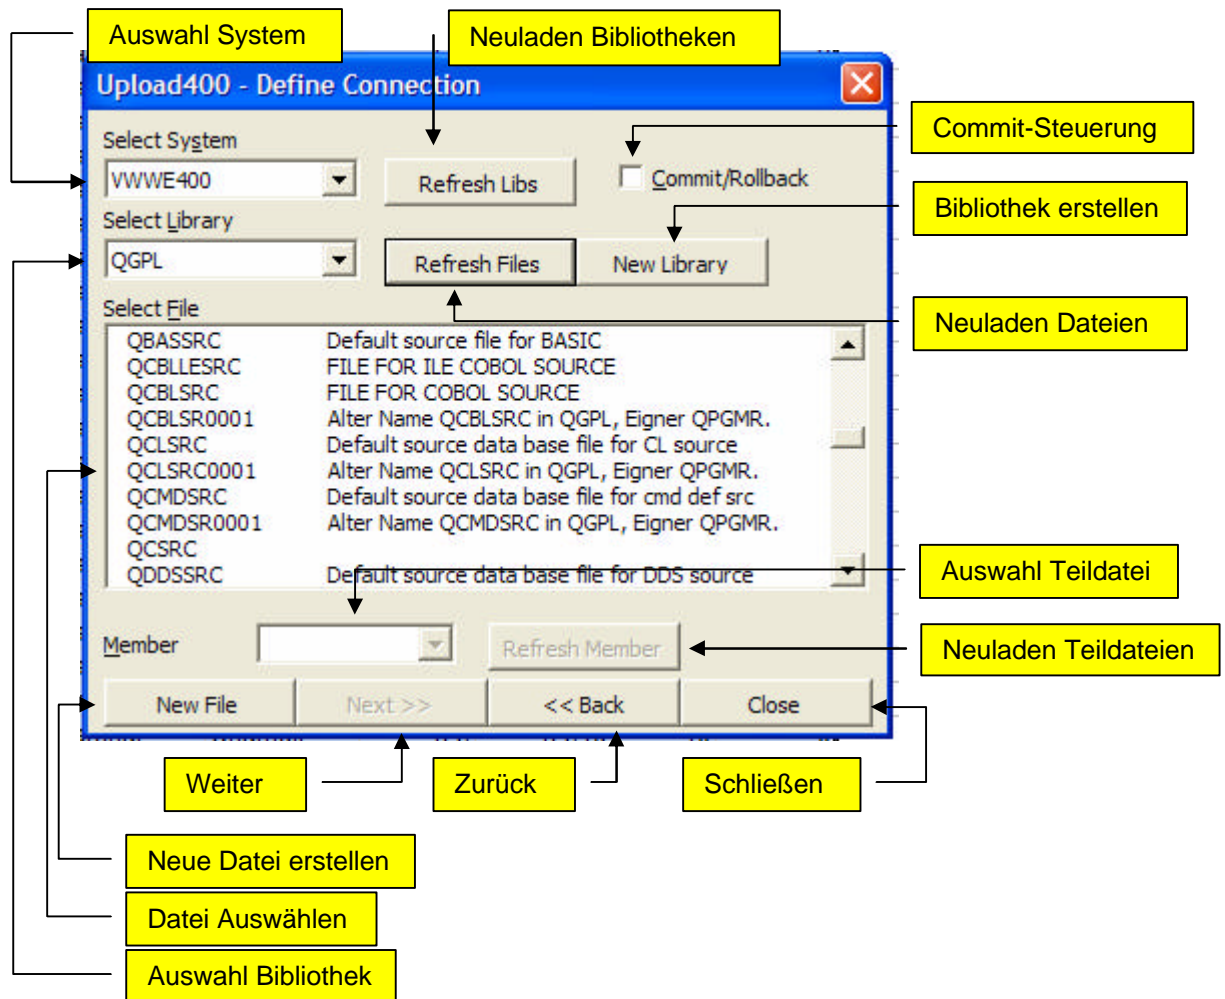 Auswahl System
Neuladen Bibliotheken
Upload400 - Define Connection
Commit-Steuerung
Select System
VWWE400
Refresh Libs
Commit/Rollback
Bibliothek erstellen
Select Library
QGPL
Refresh Files
New Library
Neuladen Dateien
Select File
QBASSRC Default source file for BASIC
QCBLLESRC FILE FOR ILE COBOL SOURCE
QCBLSRC FILE FOR COBOL SOURCE
QCBLSR0001 Alter Name QCBLSRC in QGPL, Eigner QPGMR.
QCLSRC Default source data base file for CL source
QCLSRC0001 Alter Name QCLSRC in QGPL, Eigner QPGMR.
QCMDSRC Default source data base file for cmd def src
QCMDSR0001 Alter Name QCMDSRC in QGPL, Eigner QPGMR.
QCSRC
QDDSSRC Default source data base file for DDS source
Auswahl Teildatei
Member
Refresh Member
Neuladen Teildateien
New File
Next >>
<< Back
Close
Weiter
Zurück
Schließen
Neue Datei erstellen
Datei Auswählen
Auswahl Bibliothek